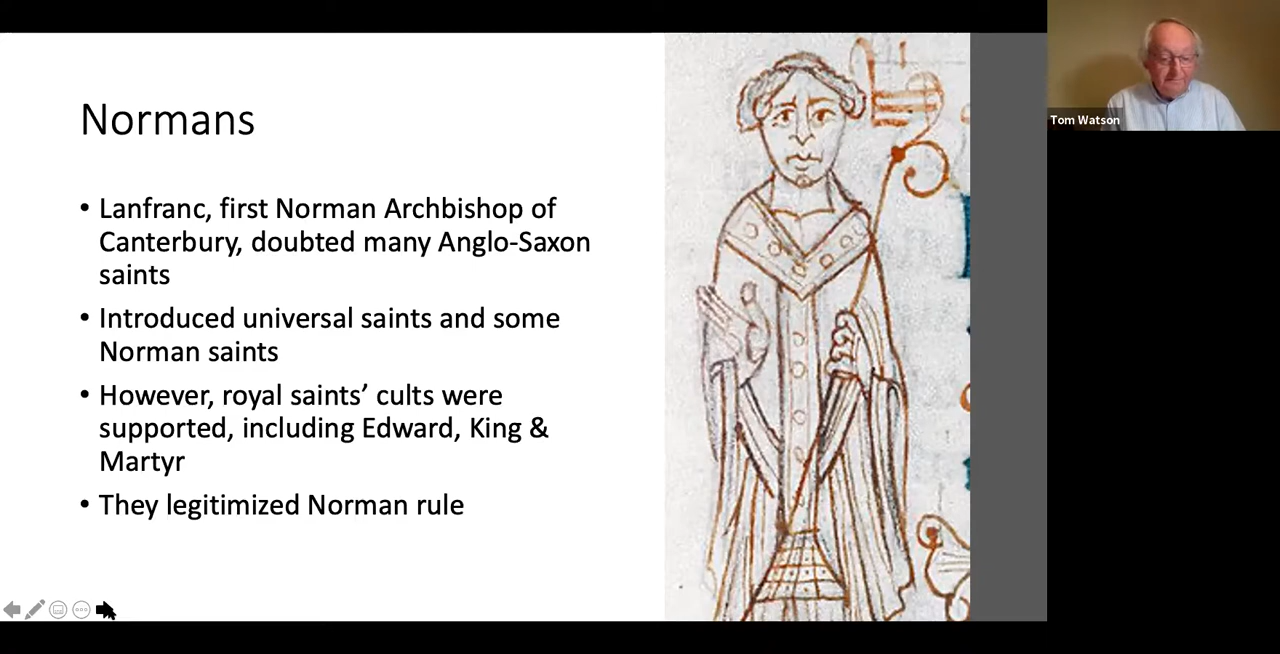 Normans
• Lanfranc, first Norman Archbishop of
Canterbury, doubted many Anglo-Saxon
saints
• Introduced universal saints and some
Norman saints
• However, royal saints’ cults were
supported, including Edward, King &
Martyr
• They legitimized Norman rule
Tom Watson